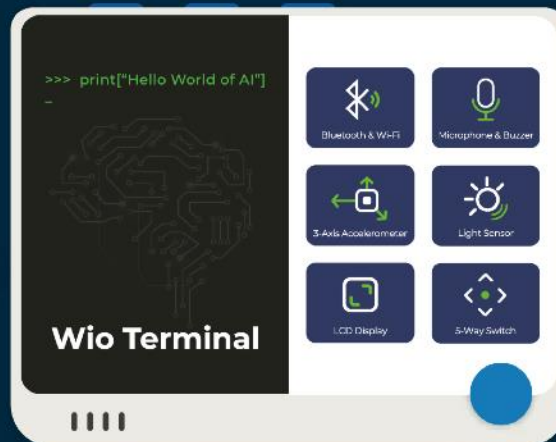 >>> print["Hello World of AI"]
_
Wio Terminal
Bluetooth & Wi-Fi
Microphone & Buzzer
3-Axis Accelerometer
Light Sensor
LCD Display
5-Way Switch